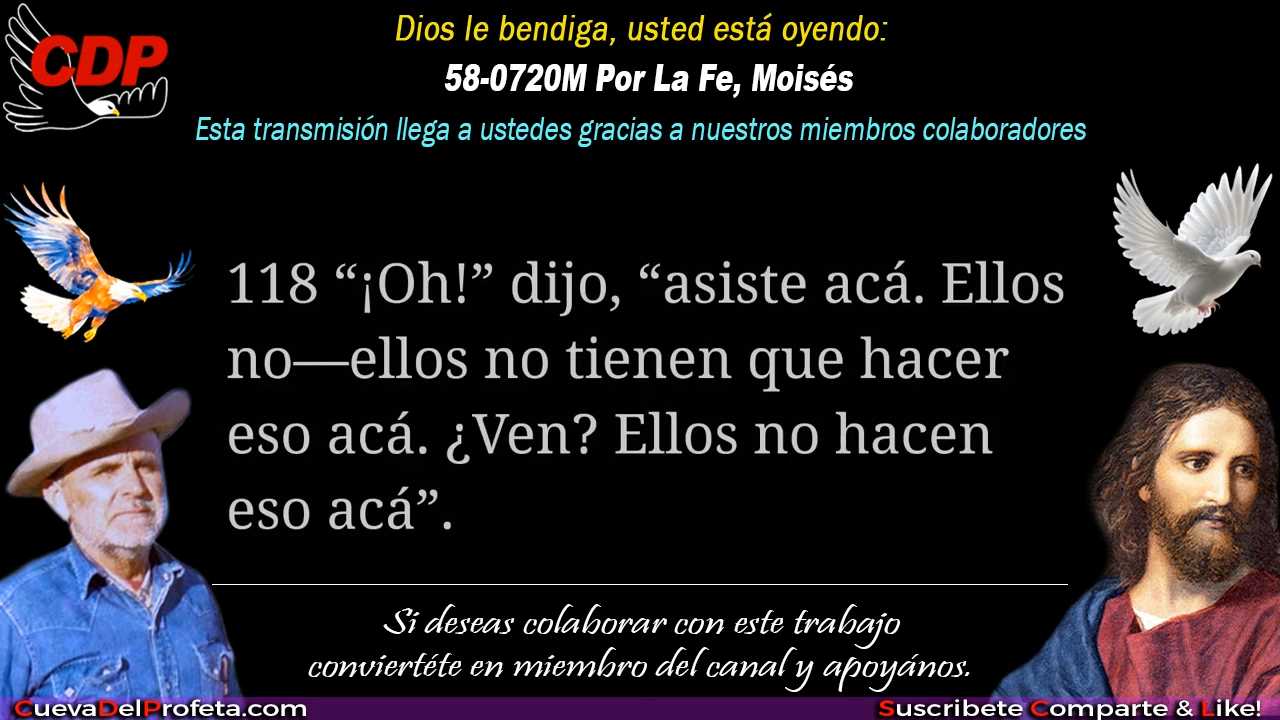 CDP
Dios le bendiga, usted está oyendo:
58-0720M Por La Fe, Moisés
Esta transmisión llega a ustedes gracias a nuestros miembros colaboradores
118 “¡Oh!” dijo, “asiste acá. Ellos
no—ellos no tienen que hacer
eso acá. ¿Ven? Ellos no hacen
eso acá”.
Si deseas colaborar con este trabajo
conviertéte en miembro del canal y apoyános.
CuevaDelProfeta.com
Suscribete Comparte & Like!